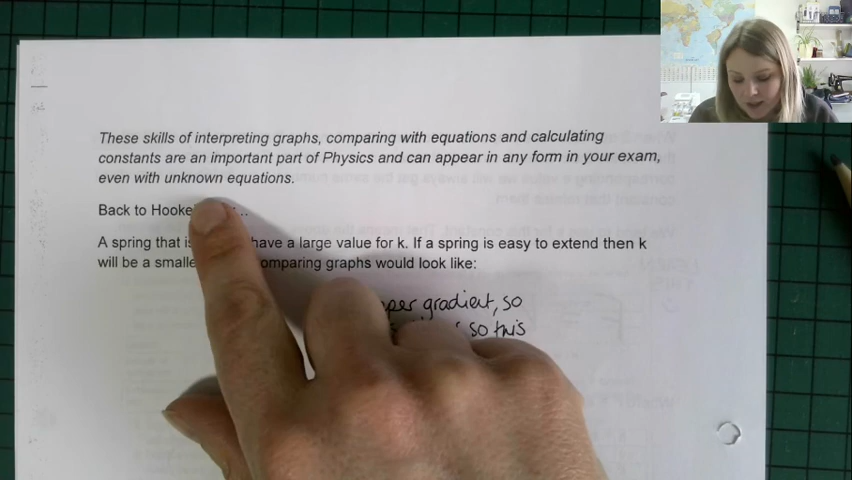 These skills of interpreting graphs, comparing with equations and calculating
constants are an important part of Physics and can appear in any form in your exam,
even with unknown equations.
Back to Hooke
A spring that is have a large value for k. If a spring is easy to extend then k
will be a smaller comparing graphs would look like:
gradient, so
so this